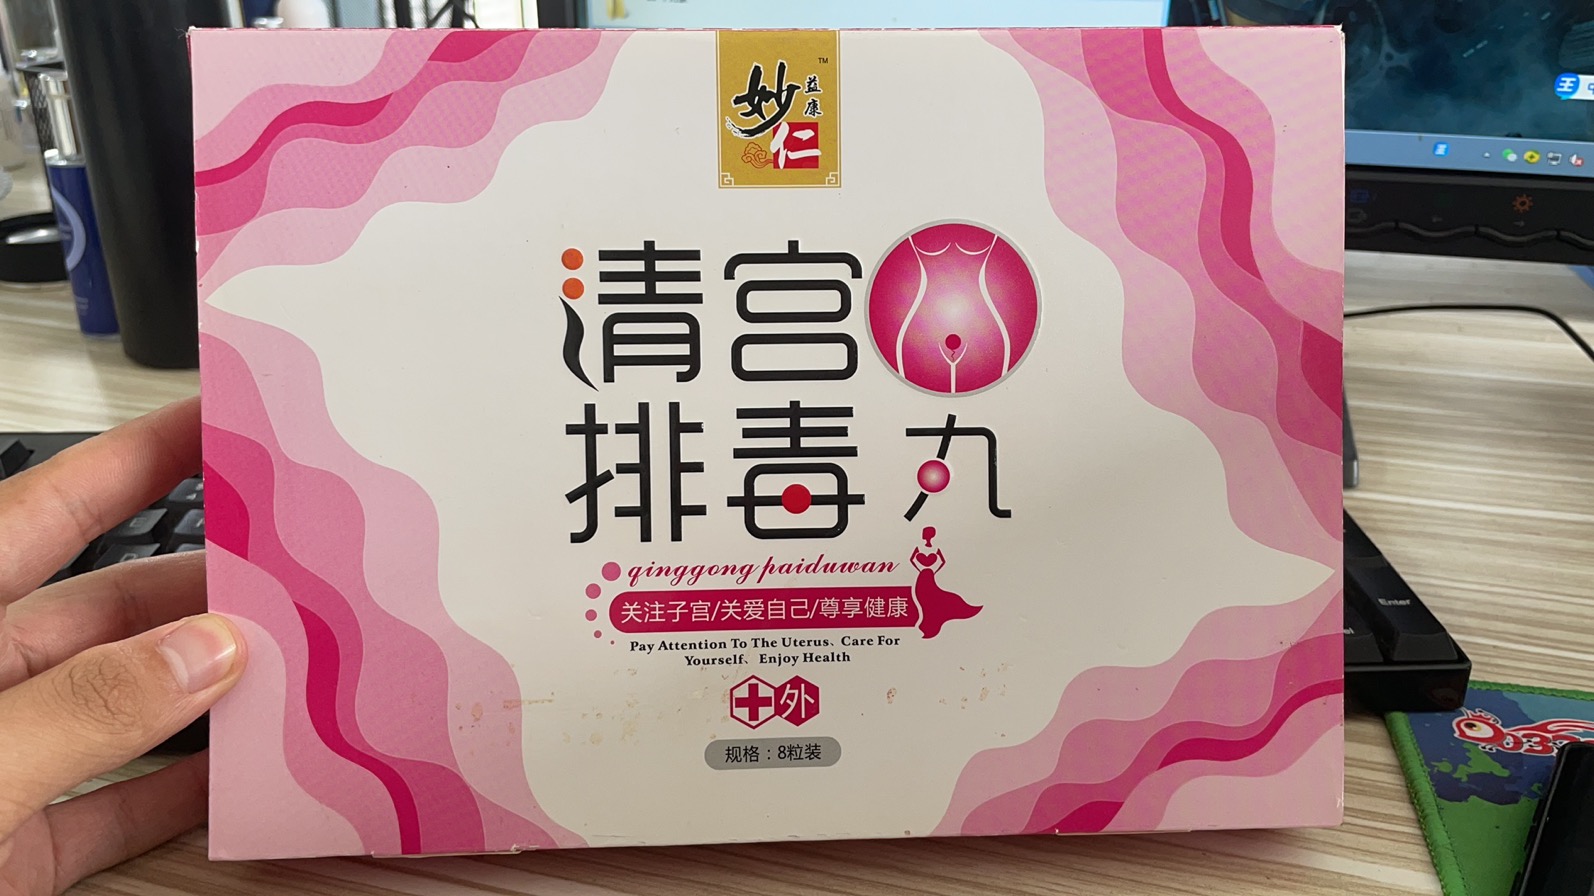 妙仁
益康
TM
清宫
排毒丸
qinggong paiduwan
关注子宫/关爱自己/尊享健康
Pay Attention To The Uterus、Care For
Yourself、 Enjoy Health
外
规格：8粒装
Enter